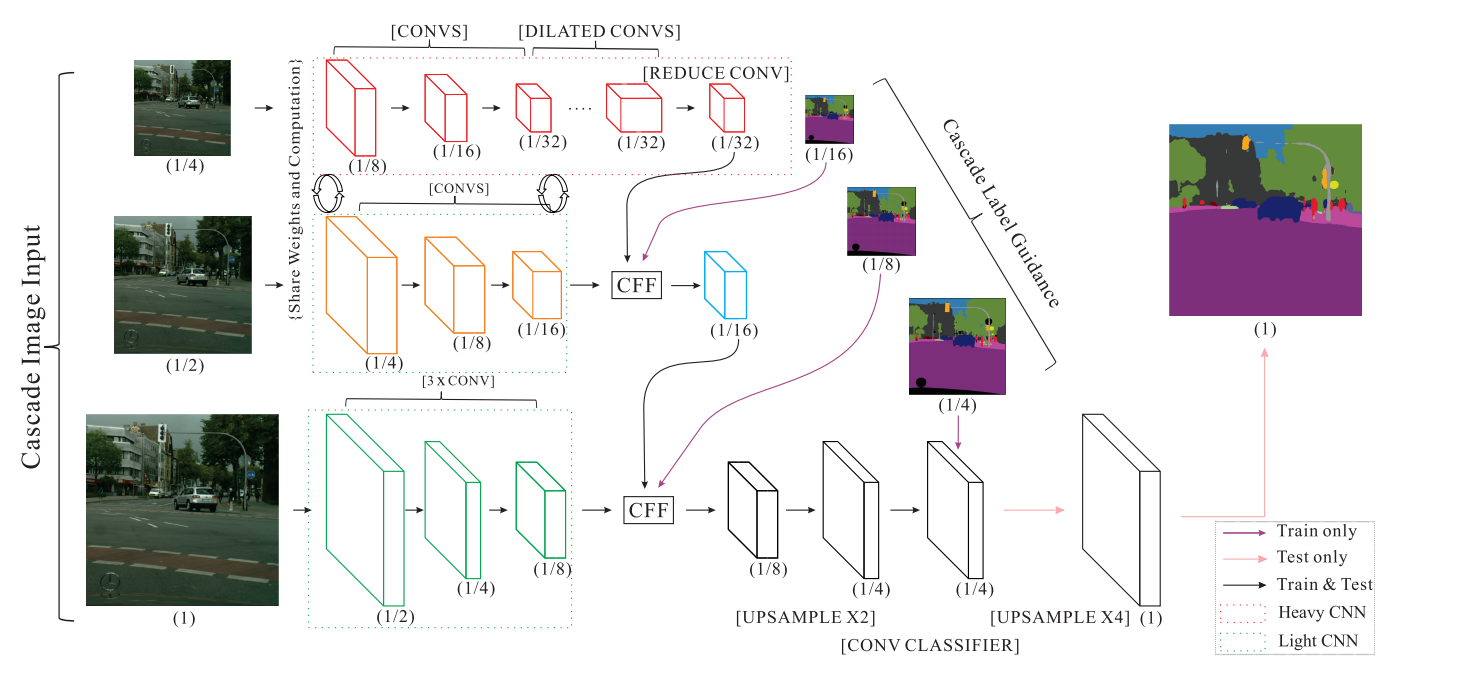 [CONVS]
[DILATED CONVS]
[REDUCE CONV]
(1/4)
(1/8)
(1/16)
(1/32)
....
(1/32)
(1/32)
(1/16)
{Share Weights and Computation}
Cascade Label Guidance
Cascade Image Input
[CONVS]
(1/2)
(1/4)
(1/8)
(1/16)
CFF
(1/16)
(1/8)
(1)
[3 X CONV]
(1)
(1/2)
(1/4)
(1/8)
CFF
(1/8)
(1/4)
(1/4)
(1/4)
[UPSAMPLE X2]
[CONV CLASSIFIER]
[UPSAMPLE X4]
(1)
Train only
Test only
Train & Test
Heavy CNN
Light CNN